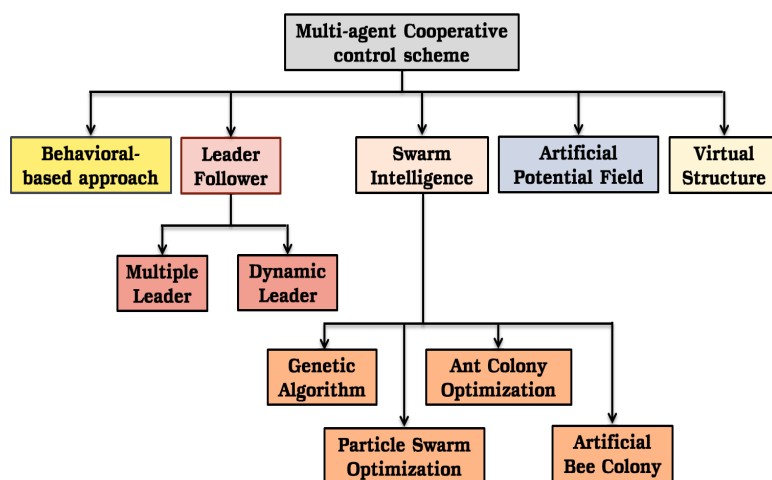 Multi-agent Cooperative
control scheme
Behavioral-
based approach
Leader
Follower
Swarm
Intelligence
Artificial
Potential Field
Virtual
Structure
Multiple
Leader
Dynamic
Leader
Genetic
Algorithm
Ant Colony
Optimization
Particle Swarm
Optimization
Artificial
Bee Colony